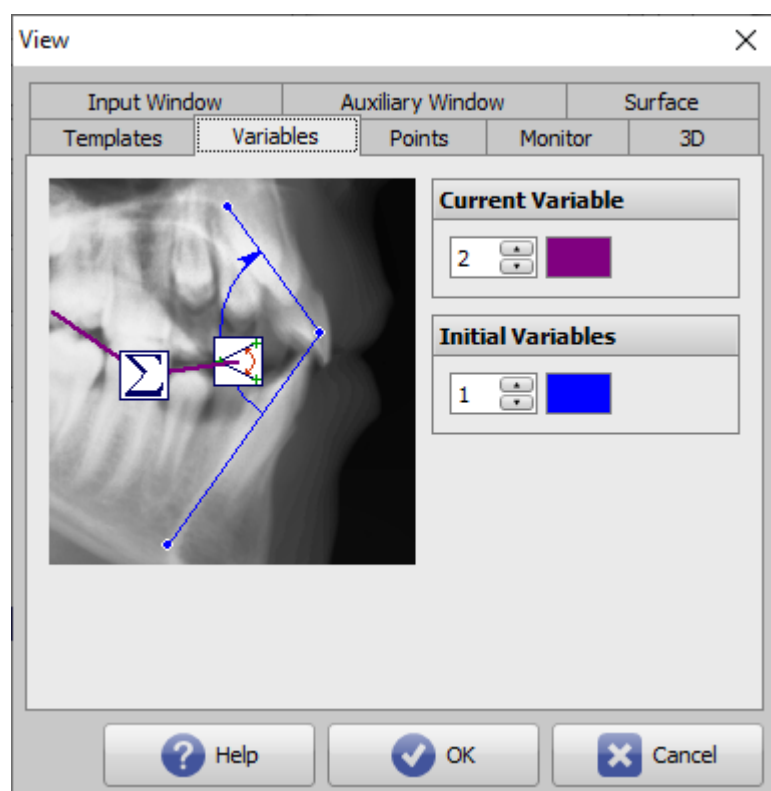 View
Input Window Auxiliary Window Surface
Templates Variables Points Monitor 3D
Current Variable
2
Initial Variables
1
Σ
Help OK Cancel